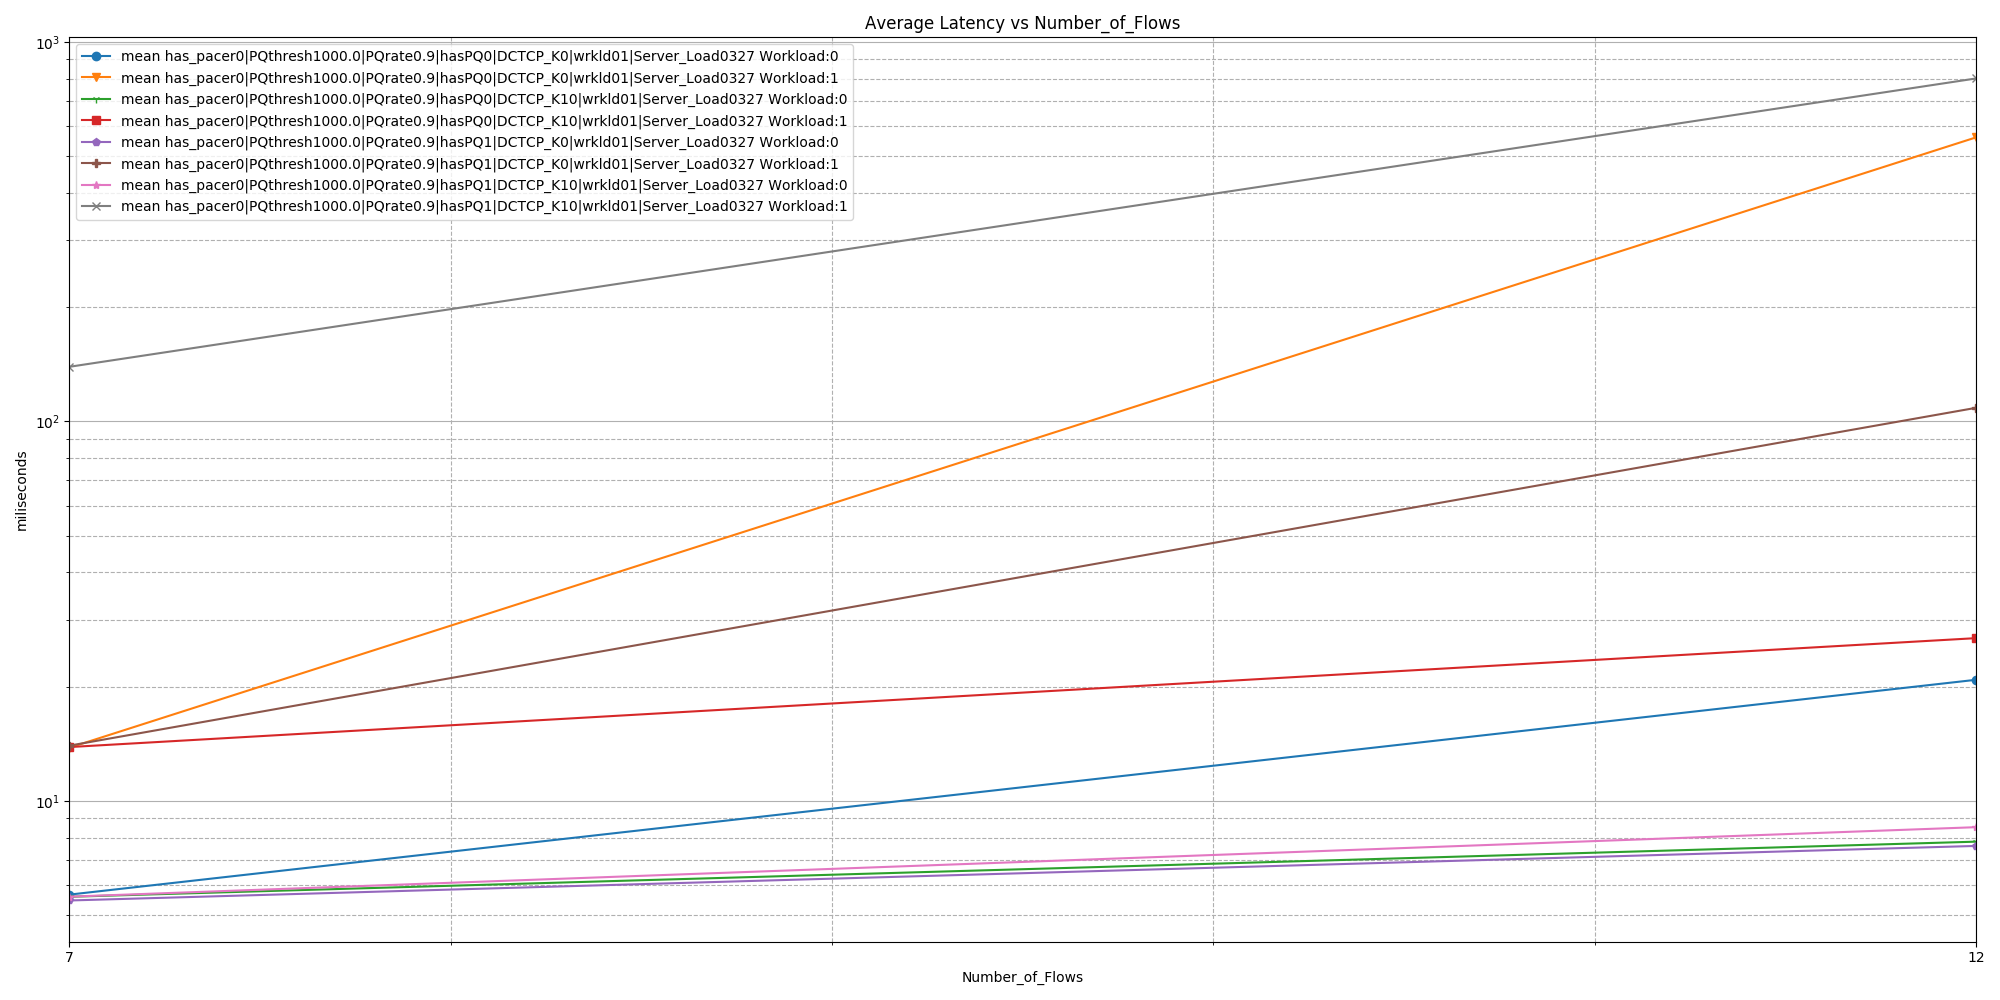 Average Latency vs Number_of_Flows
10³
mean has_pacer0|PQthresh1000.0|PQrate0.9|hasPQ0|DCTCP_K0|wrkld01|Server_Load0327 Workload:0
mean has_pacer0|PQthresh1000.0|PQrate0.9|hasPQ0|DCTCP_K0|wrkld01|Server_Load0327 Workload:1
mean has_pacer0|PQthresh1000.0|PQrate0.9|hasPQ0|DCTCP_K10|wrkld01|Server_Load0327 Workload:0
mean has_pacer0|PQthresh1000.0|PQrate0.9|hasPQ0|DCTCP_K10|wrkld01|Server_Load0327 Workload:1
mean has_pacer0|PQthresh1000.0|PQrate0.9|hasPQ1|DCTCP_K0|wrkld01|Server_Load0327 Workload:0
mean has_pacer0|PQthresh1000.0|PQrate0.9|hasPQ1|DCTCP_K0|wrkld01|Server_Load0327 Workload:1
mean has_pacer0|PQthresh1000.0|PQrate0.9|hasPQ1|DCTCP_K10|wrkld01|Server_Load0327 Workload:0
mean has_pacer0|PQthresh1000.0|PQrate0.9|hasPQ1|DCTCP_K10|wrkld01|Server_Load0327 Workload:1
10²
miliseconds
10¹
7
12
Number_of_Flows